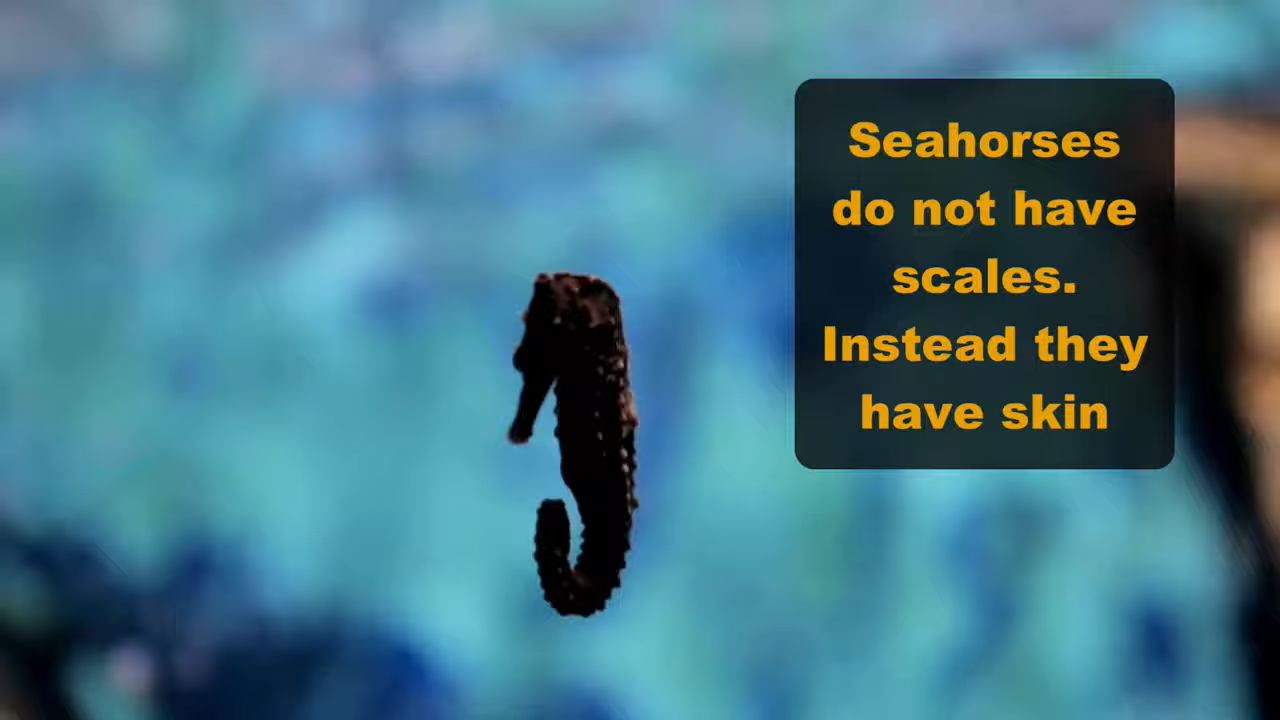 Seahorses
do not have
scales.
Instead they
have skin